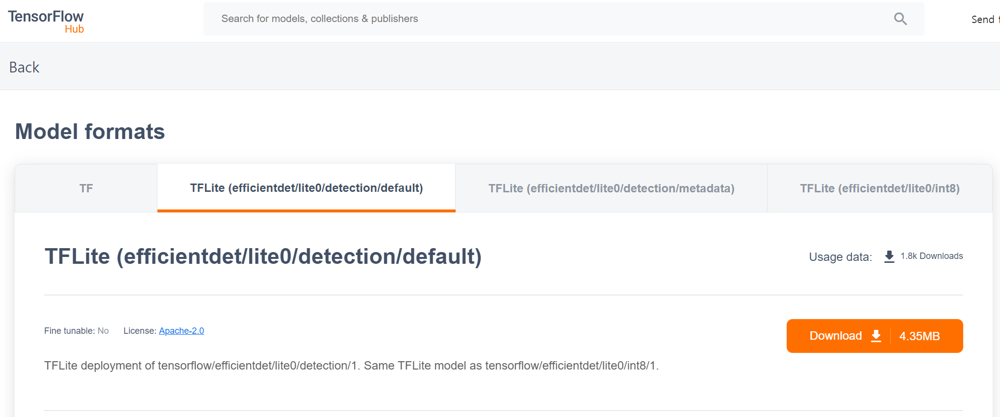 TensorFlow
Hub
Search for models, collections & publishers
Send
Back
Model formats
TF
TFLite (efficientdet/lite0/detection/default)
TFLite (efficientdet/lite0/detection/metadata)
TFLite (efficientdet/lite0/int8)
TFLite (efficientdet/lite0/detection/default)
Usage data: 1.8k Downloads
Fine tunable: No License: Apache-2.0
Download 4.35MB
TFLite deployment of tensorflow/efficientdet/lite0/detection/1. Same TFLite model as tensorflow/efficientdet/lite0/int8/1.